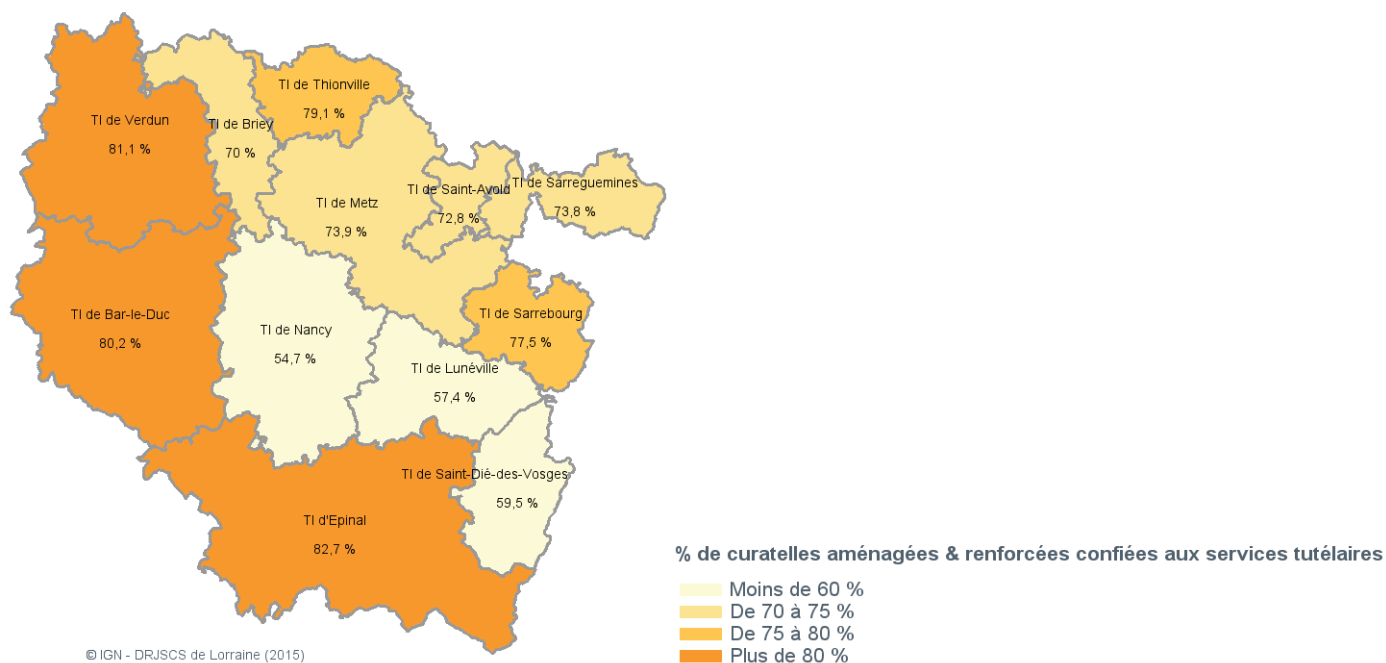 TI de Thionville
79,1 %
TI de Verdun
81,1 %
TI de Briey
70 %
TI de Metz
73,9 %
TI de Saint-Avold
72,8 %
TI de Sarreguemines
73,8 %
TI de Bar-le-Duc
80,2 %
TI de Nancy
54,7 %
TI de Sarrebourg
77,5 %
TI de Lunéville
57,4 %
TI de Saint-Dié-des-Vosges
59,5 %
TI d'Epinal
82,7 %
% de curatelles aménagées & renforcées confiées aux services tutélaires
Moins de 60 %
De 70 à 75 %
De 75 à 80 %
Plus de 80 %
© IGN - DRJSCS de Lorraine (2015)